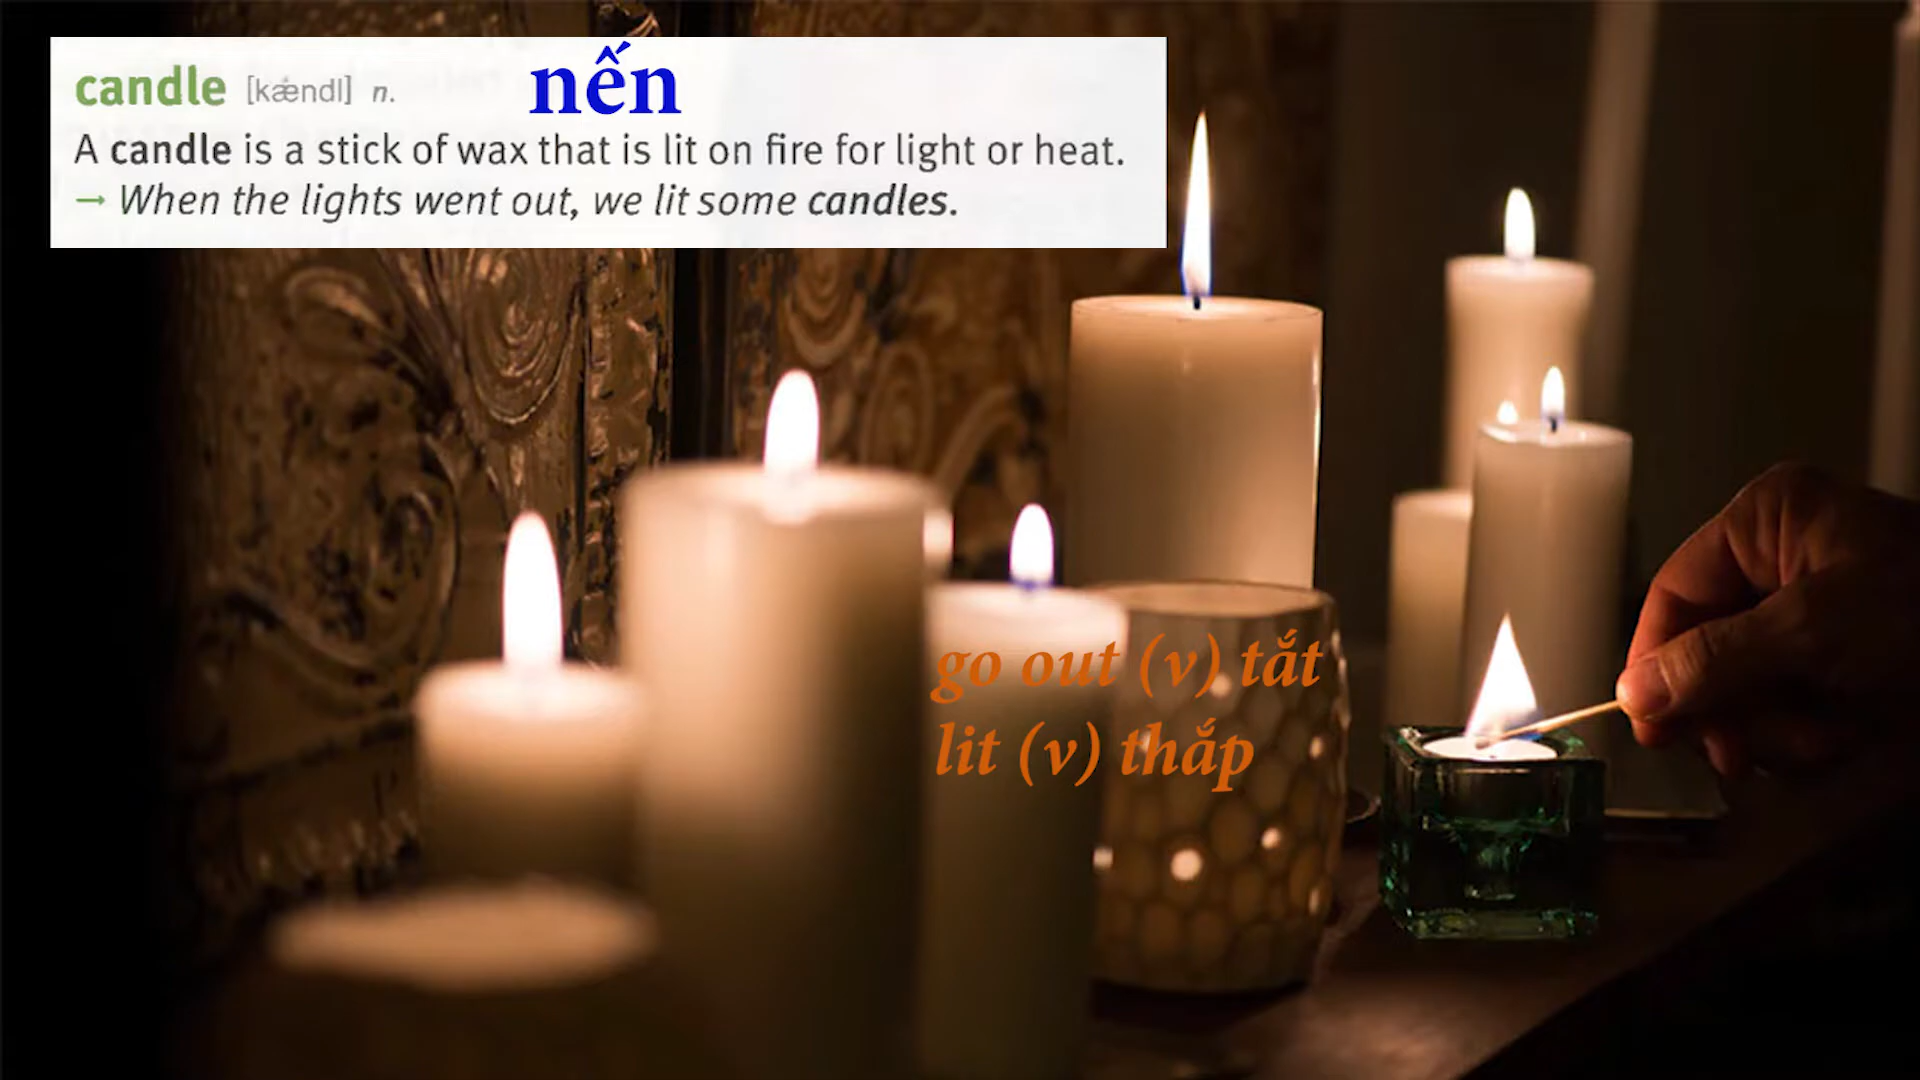 candle [kǽndl] n. nến
A candle is a stick of wax that is lit on fire for light or heat.
→ When the lights went out, we lit some candles.
go out (v) tắt
lit (v) thắp